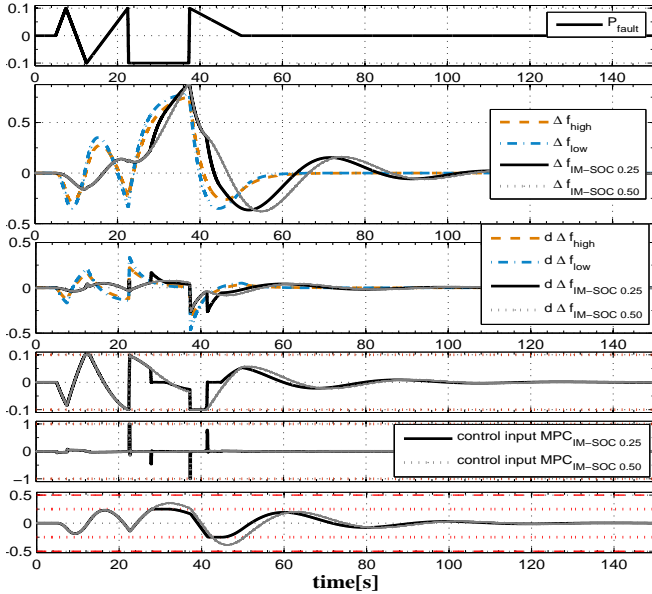 0.1
0
-0.1
P_fault
0 20 40 60 80 100 120 140
0.5
0
-0.5
Δ f_high
Δ f_low
Δ f_IM−SOC 0.25
Δ f_IM−SOC 0.50
0 20 40 60 80 100 120 140
0.5
0
-0.5
d Δ f_high
d Δ f_low
d Δ f_IM−SOC 0.25
d Δ f_IM−SOC 0.50
0 20 40 60 80 100 120 140
0.1
0
-0.1
0 20 40 60 80 100 120 140
1
0
−1
control input MPC_IM−SOC 0.25
control input MPC_IM−SOC 0.50
0 20 40 60 80
0.5
0
-0.5
0 20 40 60 80 100 120 140
time[s]